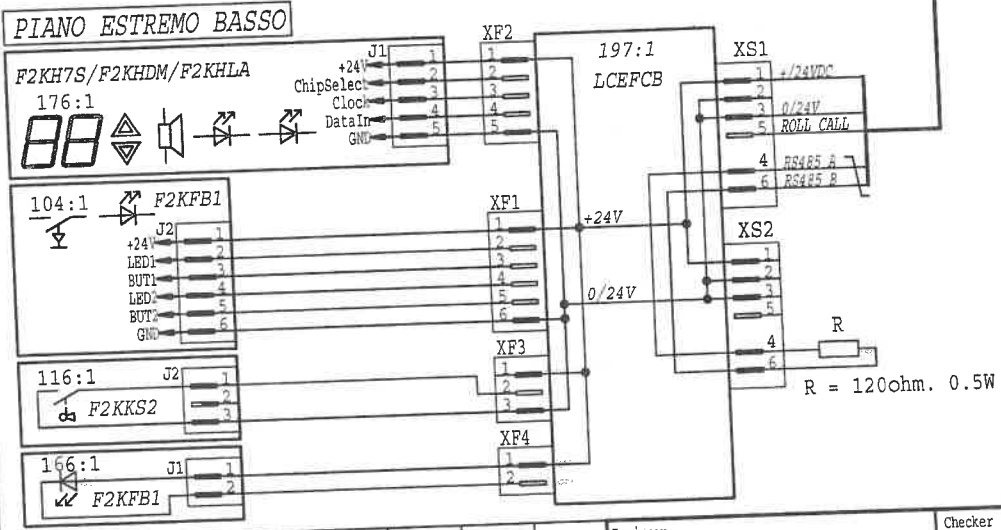 PIANO ESTREMO BASSO
F2KH7S/F2KHDM/F2KHLA
176:1
88
J1
+24V 1
ChipSelect 2
Clock 3
DataIn 4
GND 5
XF2
1
2
3
4
5
197:1
LCEFCB
XS1
1 +/24VDC
2
3 0/24V
5 ROLL CALL
4 RS485 A
6 RS485 B
104:1
F2KFB1
J2
+24V 1
LED1 2
BUT1 3
LED2 4
BUT2 5
GND 6
XF1
1
2
3
4
5
6
+24V
0/24V
XS2
1
2
3
5
4
6
R
R = 120ohm. 0.5W
116:1
F2KKS2
J2
1
2
3
XF3
1
2
3
166:1
F2KFB1
J1
1
2
XF4
1
2
Checker